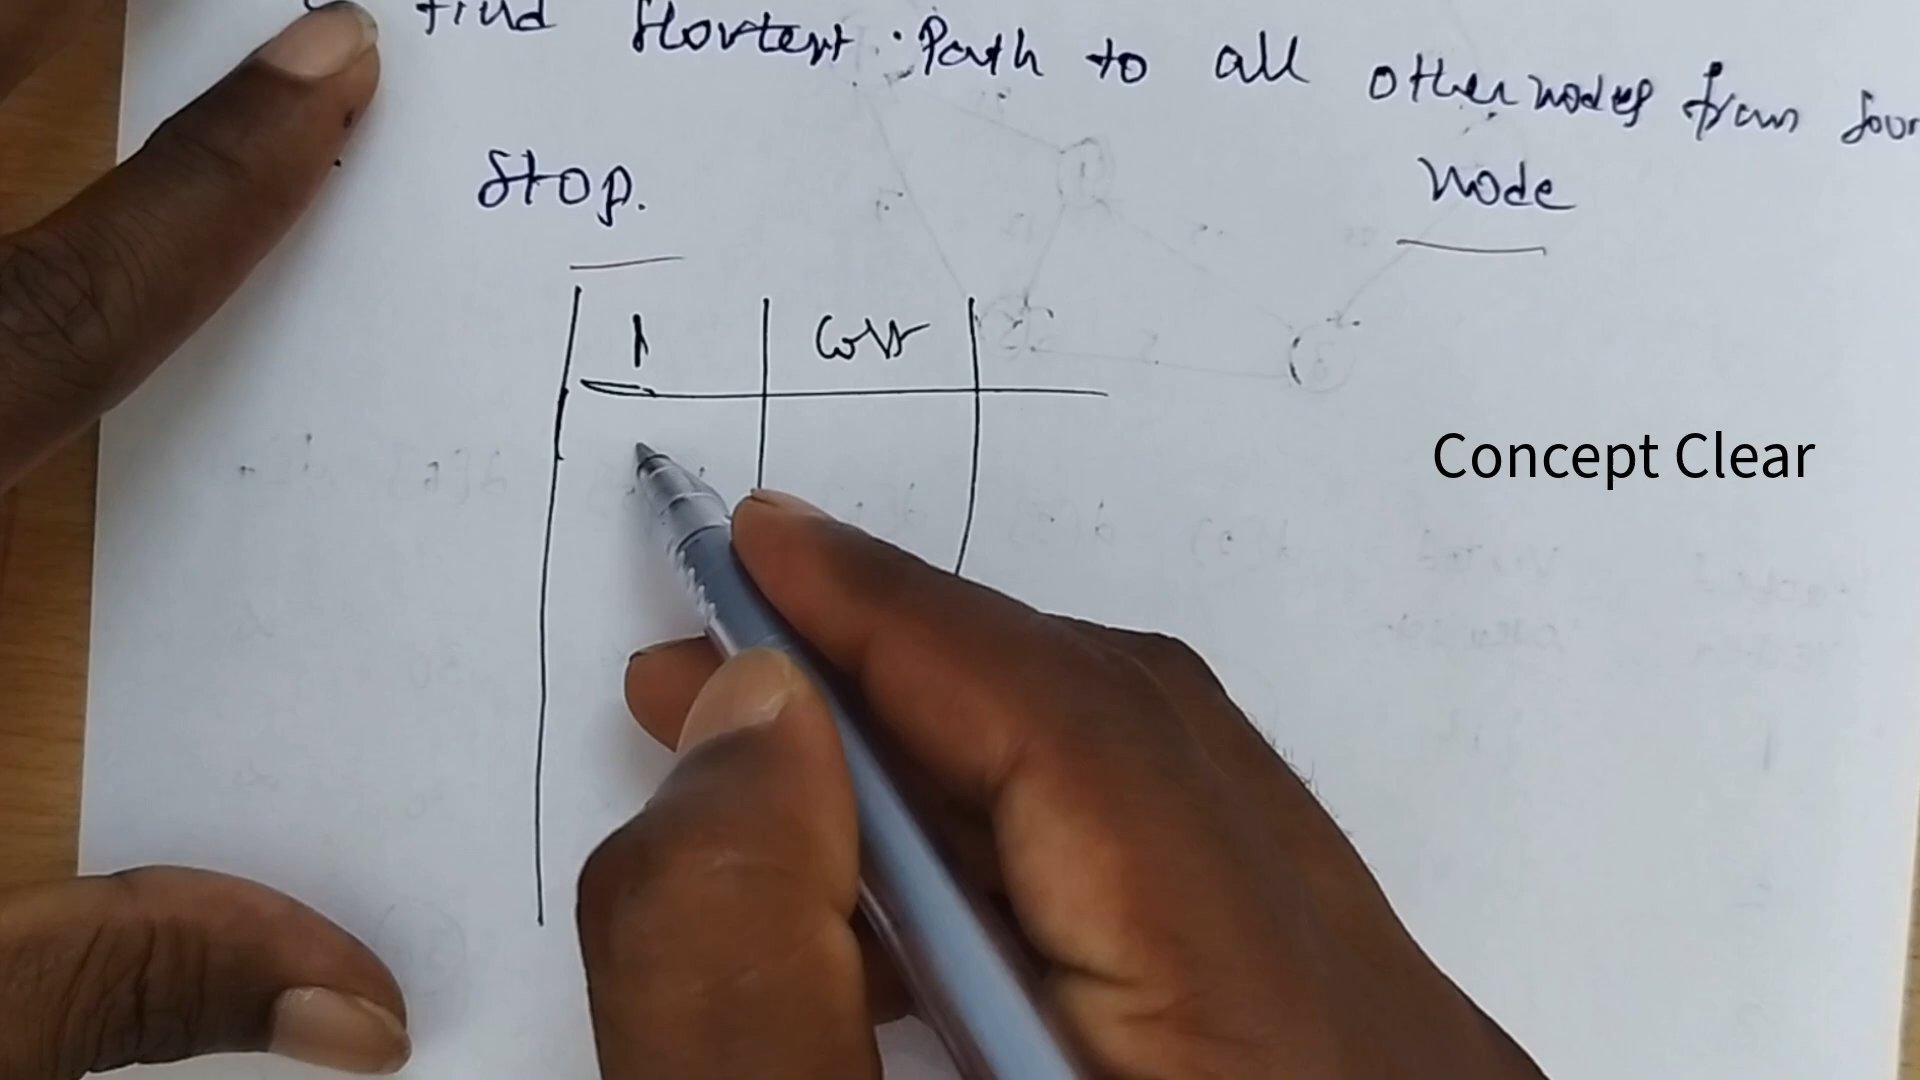 find Shortest Path to all other nodes from Sour
Node
Stop.
1 Cost
Concept Clear